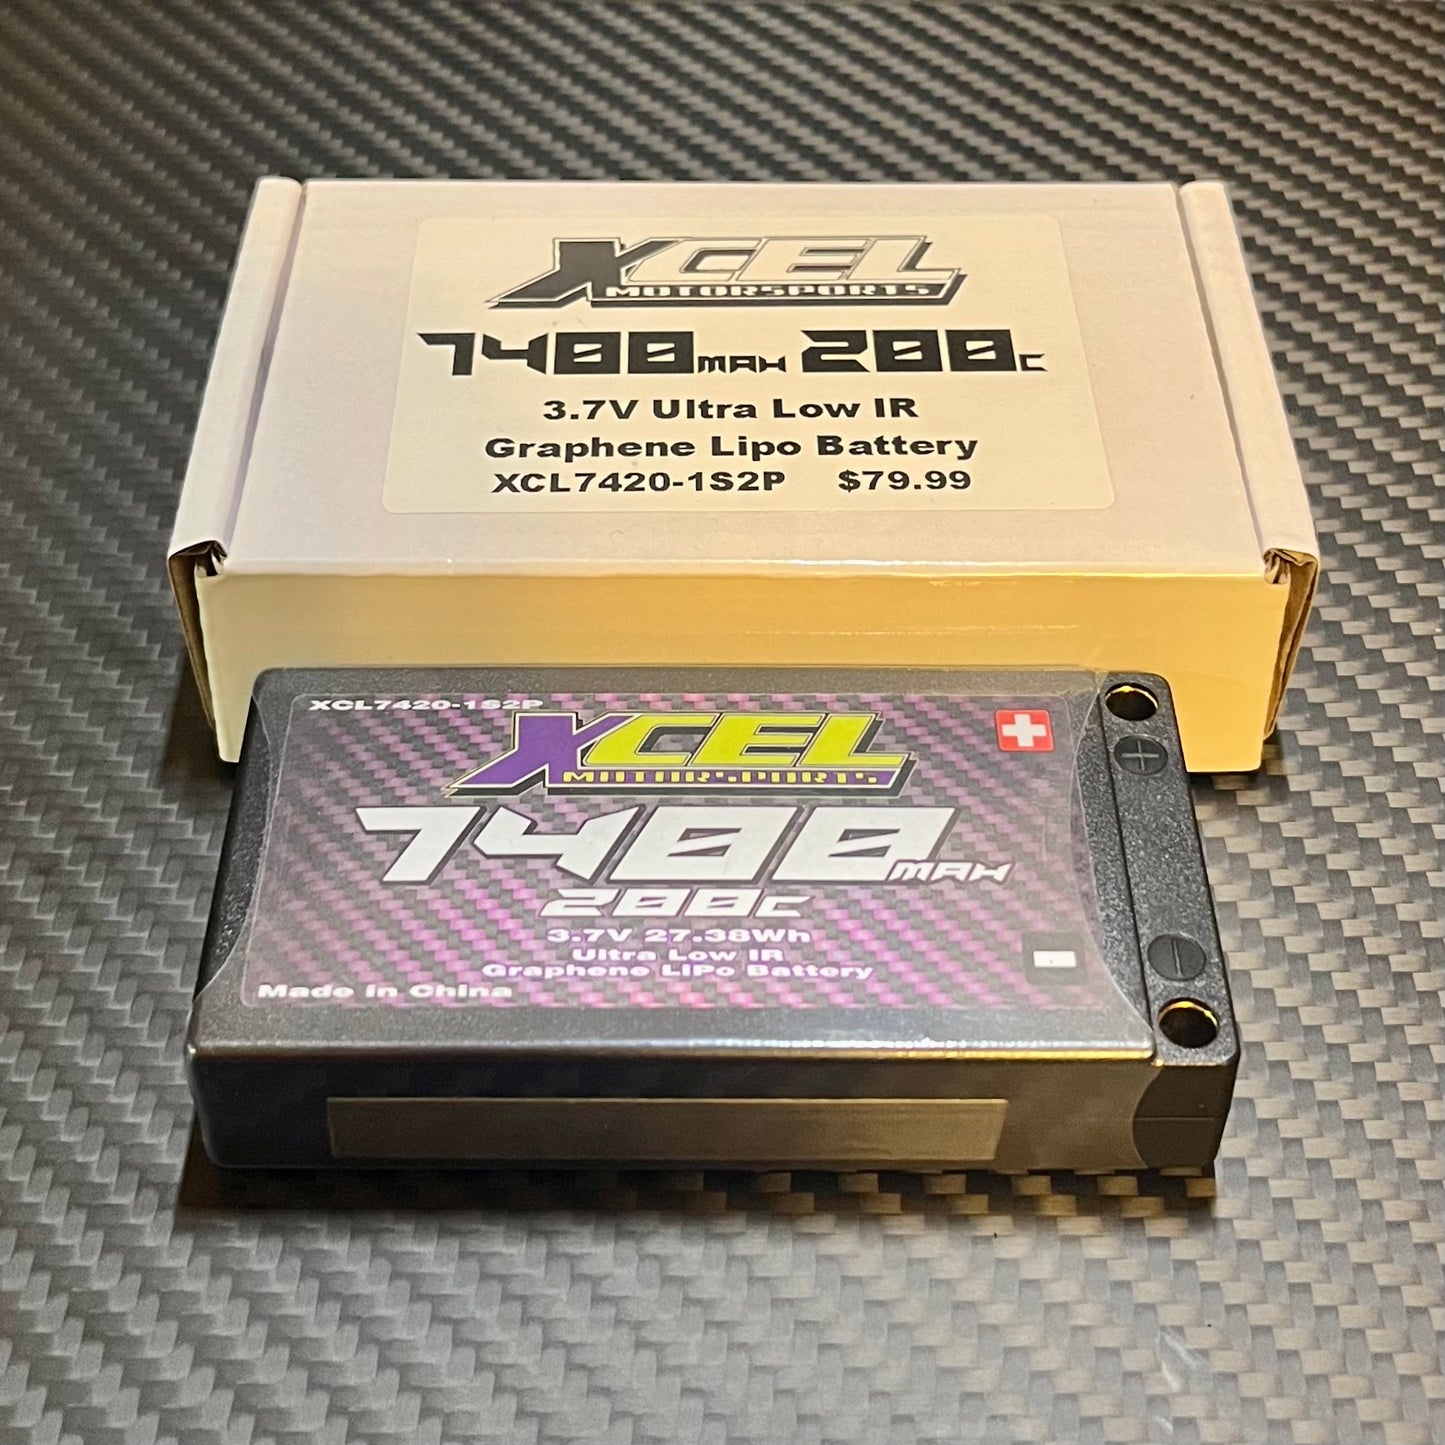 XCEL
MOTORSPORTS
7400MAH 200C
3.7V Ultra Low IR
Graphene Lipo Battery
XCL7420-1S2P $79.99
XCL7420-1S2P
XCEL
MOTORSPORTS
+
+
7400MAH
200C
3.7V 27.38Wh
Ultra Low IR
Graphene LiPo Battery
-
-
Made in China